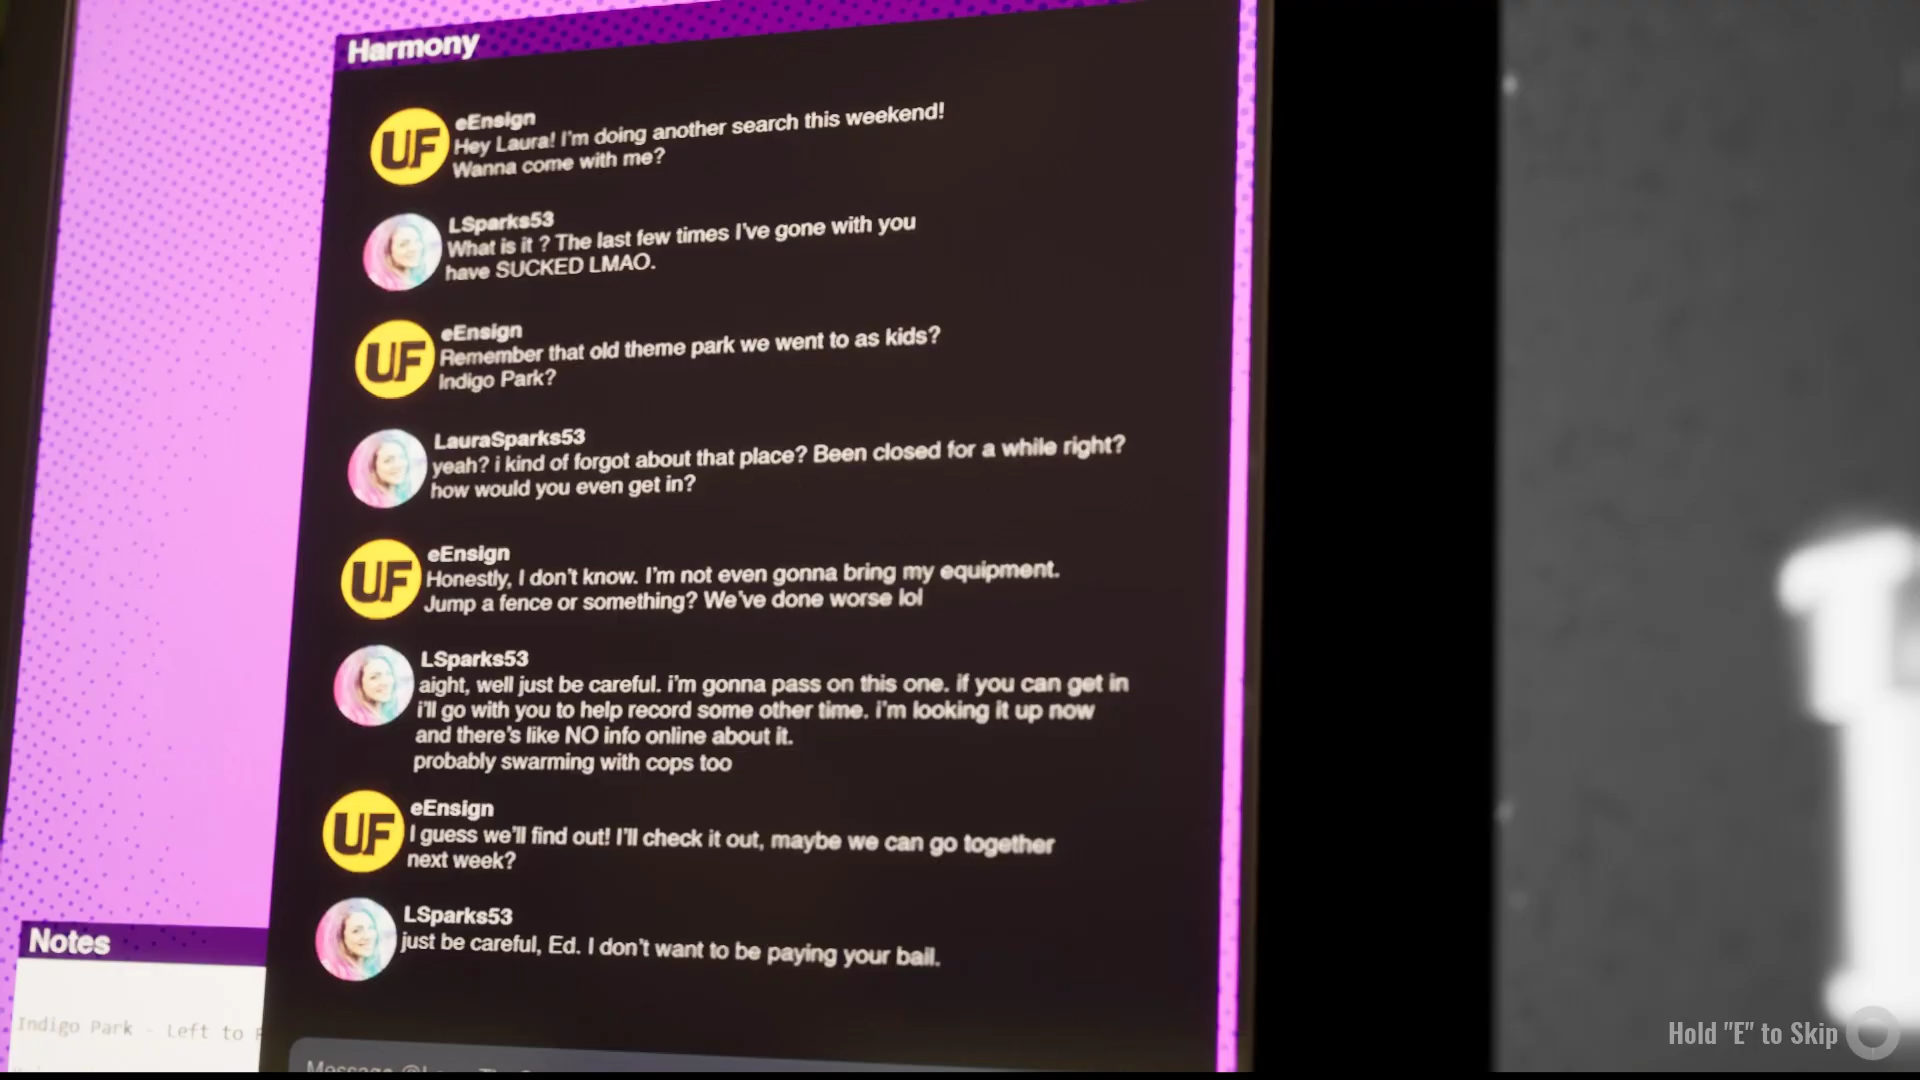 Harmony
UF
eEnsign
Hey Laura! I'm doing another search this weekend!
Wanna come with me?
LSparks53
What is it ? The last few times I've gone with you
have SUCKED LMAO.
UF
eEnsign
Remember that old theme park we went to as kids?
Indigo Park?
LauraSparks53
yeah? i kind of forgot about that place? Been closed for a while right?
how would you even get in?
UF
eEnsign
Honestly, I don't know. I'm not even gonna bring my equipment.
Jump a fence or something? We've done worse lol
LSparks53
aight, well just be careful. i'm gonna pass on this one. if you can get in
i'll go with you to help record some other time. i'm looking it up now
and there's like NO info online about it.
probably swarming with cops too
UF
eEnsign
I guess we'll find out! I'll check it out, maybe we can go together
next week?
LSparks53
just be careful, Ed. I don't want to be paying your bail.
Notes
Indigo Park - Left to
Message
Hold "E" to Skip